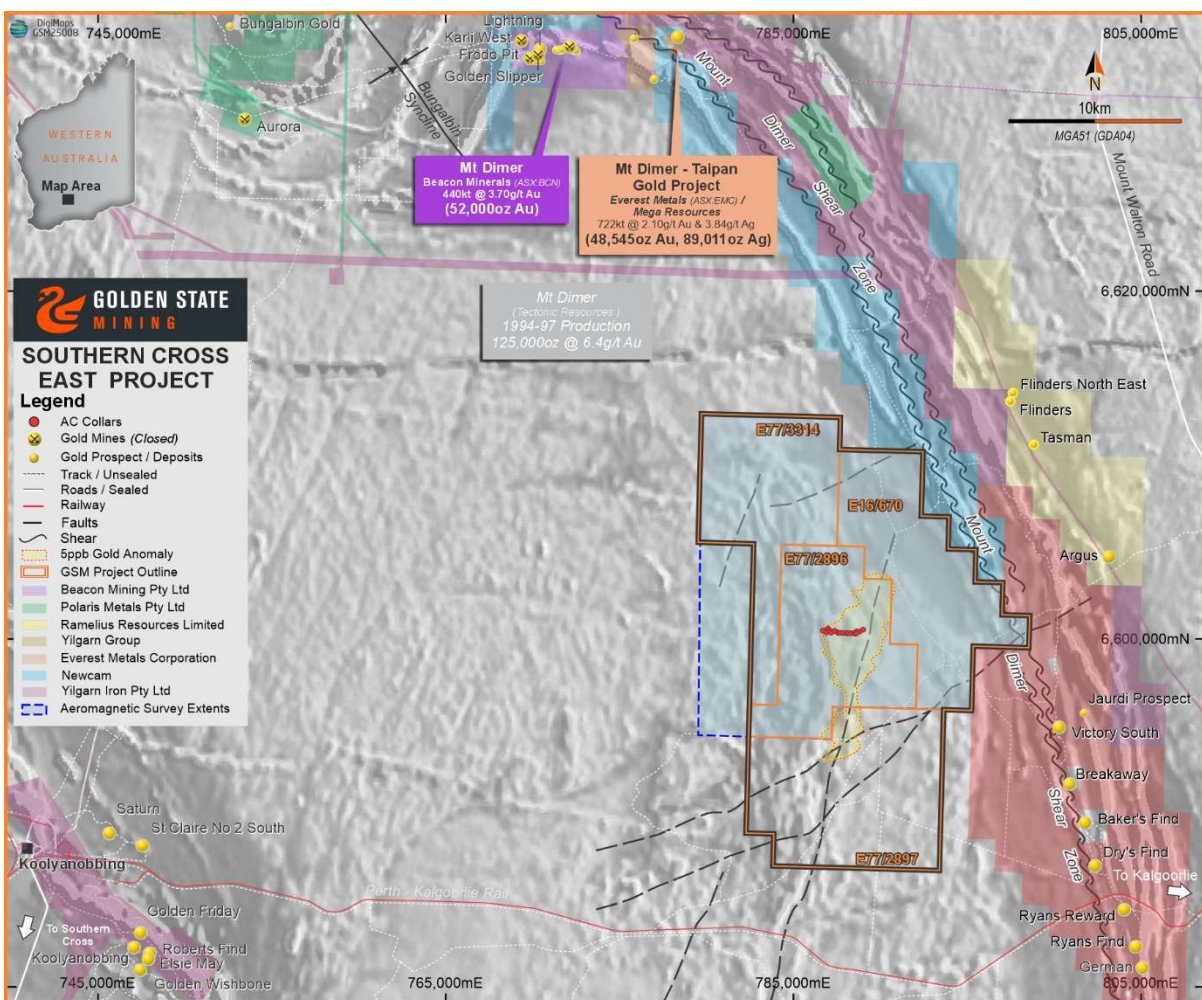 DigiMaps
GSM25008
745,000mE
Bungalbin Gold
Lightning
Karli West
Frodo Pit
Golden Slipper
785,000mE
805,000mE
N
10km
MGA51 (GDA04)
WESTERN
AUSTRALIA
Map Area
Aurora
Bungalbin
Syncline
Mount
Dimer
Shear
Zone
Mount Walton Road
Mt Dimer
Beacon Minerals (ASX:BCN)
440kt @ 3.70g/t Au
(52,000oz Au)
Mt Dimer - Taipan
Gold Project
Everest Metals (ASX:EMC) /
Mega Resources
722kt @ 2.10g/t Au & 3.84g/t Ag
(48,545oz Au, 89,011oz Ag)
Mt Dimer
(Tectonic Resources )
1994-97 Production
125,000oz @ 6.4g/t Au
6,620,000mN
GOLDEN STATE
MINING
SOUTHERN CROSS
EAST PROJECT
Legend
AC Collars
Gold Mines (Closed)
Gold Prospect / Deposits
Track / Unsealed
Roads / Sealed
Railway
Faults
Shear
5ppb Gold Anomaly
GSM Project Outline
Beacon Mining Pty Ltd
Polaris Metals Pty Ltd
Ramelius Resources Limited
Yilgarn Group
Everest Metals Corporation
Newcam
Yilgarn Iron Pty Ltd
Aeromagnetic Survey Extents
Flinders North East
Flinders
Tasman
Argus
E77/3314
E16/670
E77/2896
E77/2897
6,600,000mN
Mount
Dimer
Shear
Zone
Jaurdi Prospect
Victory South
Breakaway
Baker's Find
Dry's Find
To Kalgoorlie
Ryans Reward
Ryans Find
German
Saturn
St Claire No 2 South
Koolyanobbing
Perth - Kalgoorlie Rail
Golden Friday
To Southern
Cross
Roberts Find
Koolyanobbing
Elsie May
Golden Wishbone
745,000mE
765,000mE
785,000mE
805,000mE